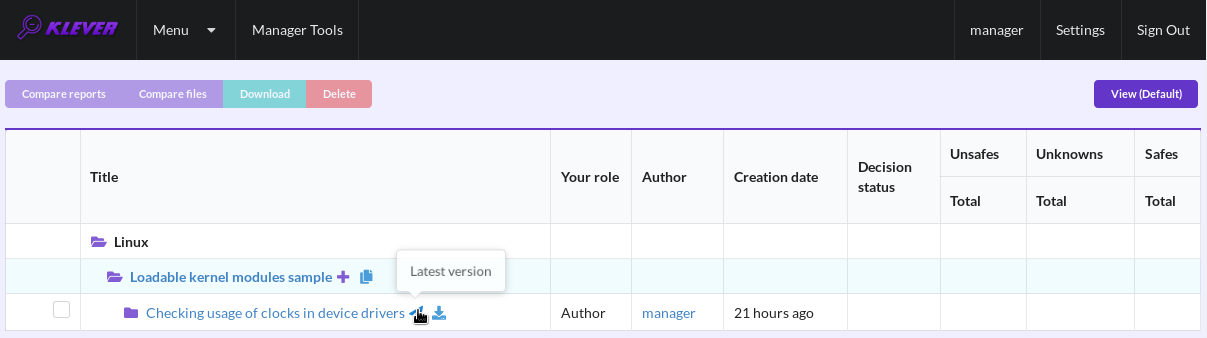 KLEVER Menu Manager Tools manager Settings Sign Out
Compare reports Compare files Download Delete View (Default)
Title Your role Author Creation date Decision status Unsafes Unknowns Safes
Total Total Total
Linux
Loadable kernel modules sample
Latest version
Checking usage of clocks in device drivers Author manager 21 hours ago